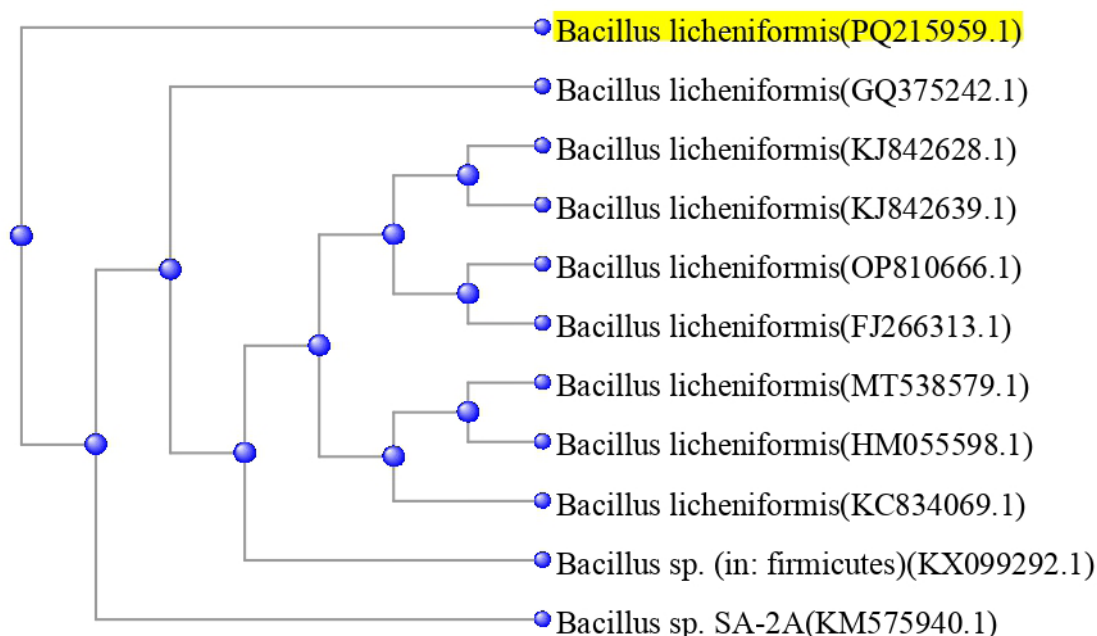 Bacillus licheniformis(PQ215959.1)
Bacillus licheniformis(GQ375242.1)
Bacillus licheniformis(KJ842628.1)
Bacillus licheniformis(KJ842639.1)
Bacillus licheniformis(OP810666.1)
Bacillus licheniformis(FJ266313.1)
Bacillus licheniformis(MT538579.1)
Bacillus licheniformis(HM055598.1)
Bacillus licheniformis(KC834069.1)
Bacillus sp. (in: firmicutes)(KX099292.1)
Bacillus sp. SA-2A(KM575940.1)